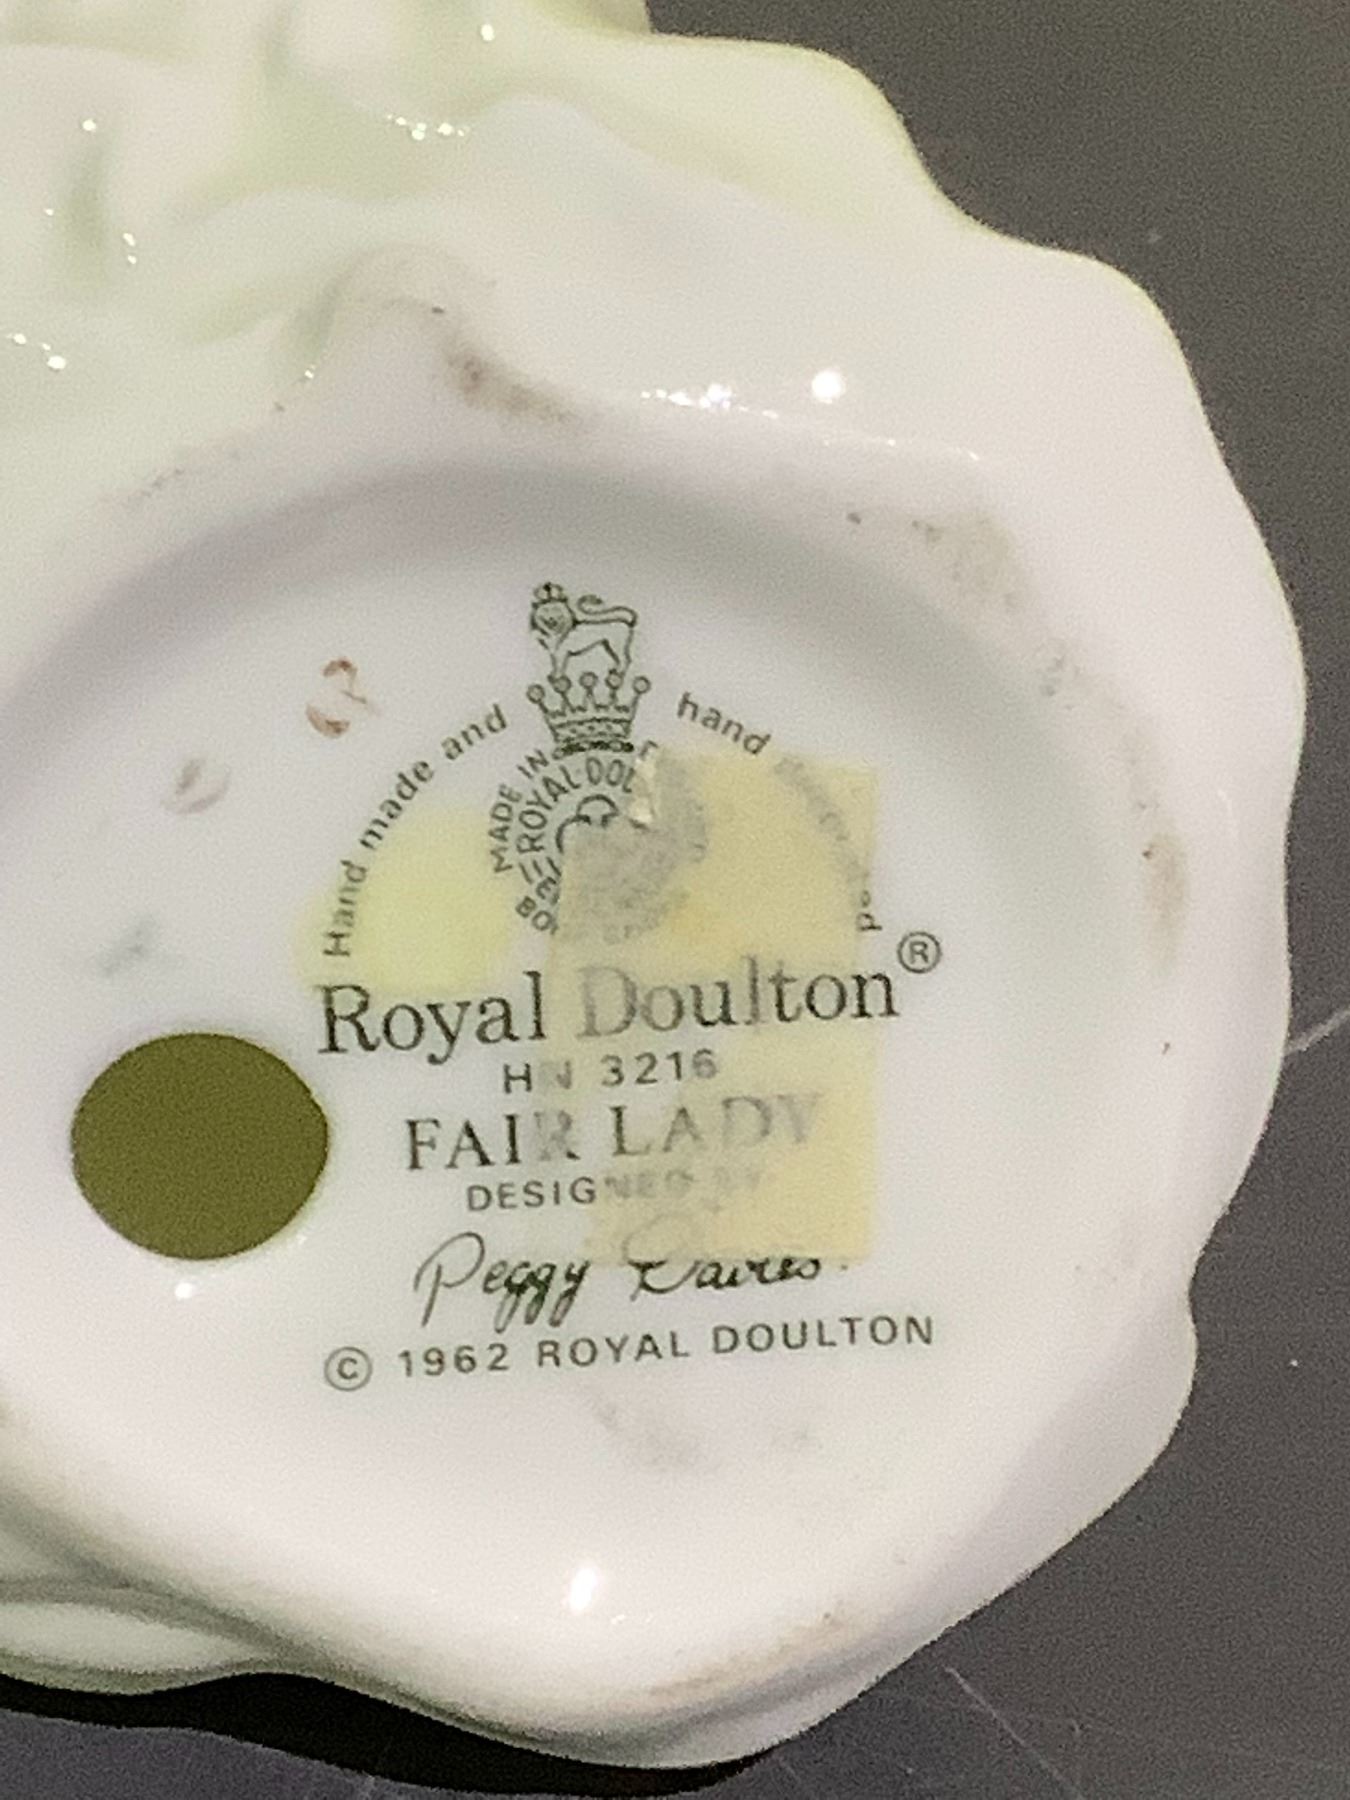 Hand made and hand
MADE IN
ROYAL DOU
Royal Doulton®
HN 3216
FAIR LADY
DESIGNED BY
Peggy Davies
© 1962 ROYAL DOULTON